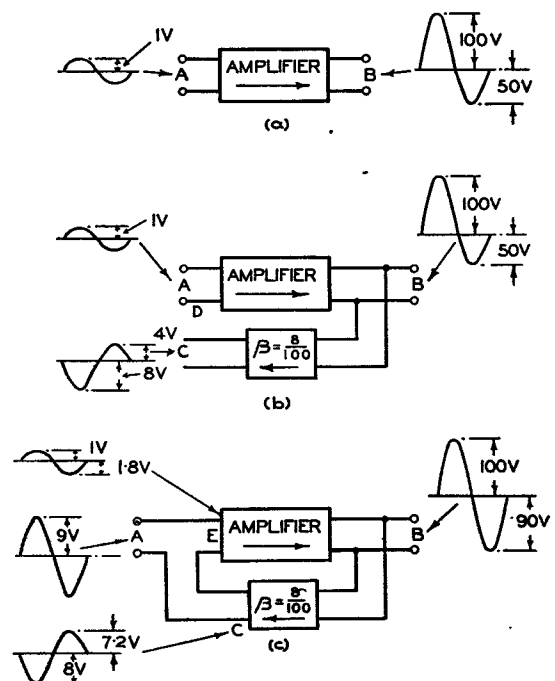 1V
100V
A
AMPLIFIER
B
50V
(a)
1V
100V
A
AMPLIFIER
B
50V
D
4V
C
β=8/100
8V
(b)
1V
1·8V
100V
9V
A
E
AMPLIFIER
B
90V
β=8/100
C
7·2V
8V
(c)